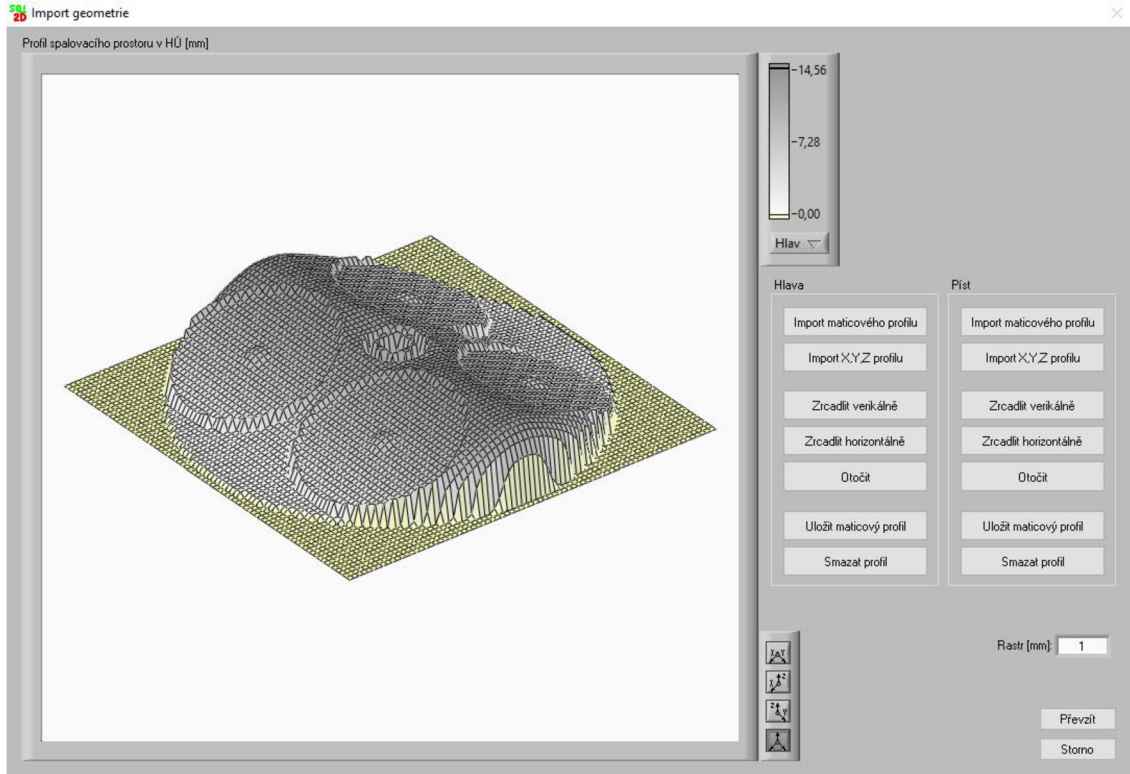 SQU
2D
Import geometrie
Profil spalovacího prostoru v HÚ [mm]
14,56
7,28
0,00
Hlav
Hlava
Píst
Import maticového profilu
Import maticového profilu
Import X,Y,Z profilu
Import X,Y,Z profilu
Zrcadlit verikálně
Zrcadlit verikálně
Zrcadlit horizontálně
Zrcadlit horizontálně
Otočit
Otočit
Uložit maticový profil
Uložit maticový profil
Smazat profil
Smazat profil
Rastr [mm]:
1
Převzít
Storno